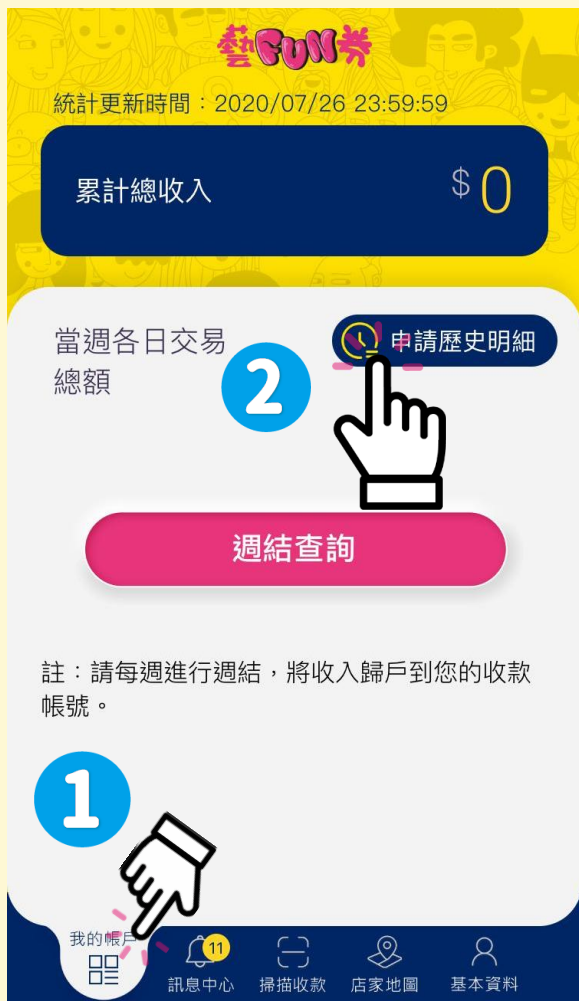 藝FUN券
統計更新時間：2020/07/26 23:59:59
累計總收入
$0
當週各日交易
總額
申請歷史明細
2
週結查詢
註：請每週進行週結，將收入歸戶到您的收款
帳號。
1
我的帳戶
11
訊息中心
掃描收款
店家地圖
基本資料